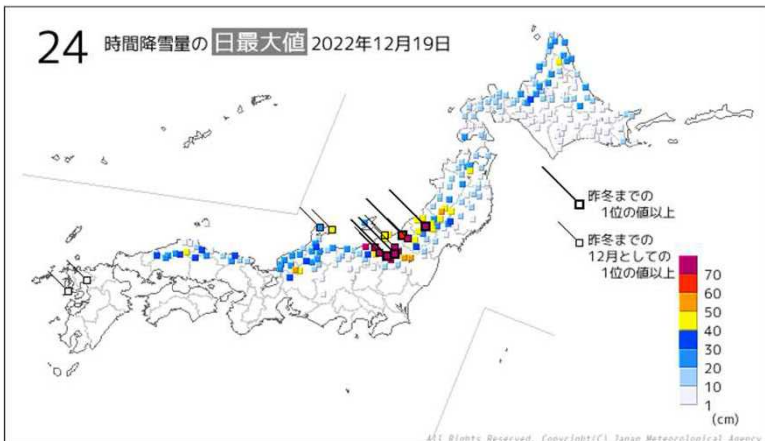 24 時間降雪量の 日最大値 2022年12月19日
昨冬までの
1位の値以上
昨冬までの
12月としての
1位の値以上
70
60
50
40
30
20
10
1
(cm)
All Rights Reserved. Copyright(C) Japan Meteorological Agency